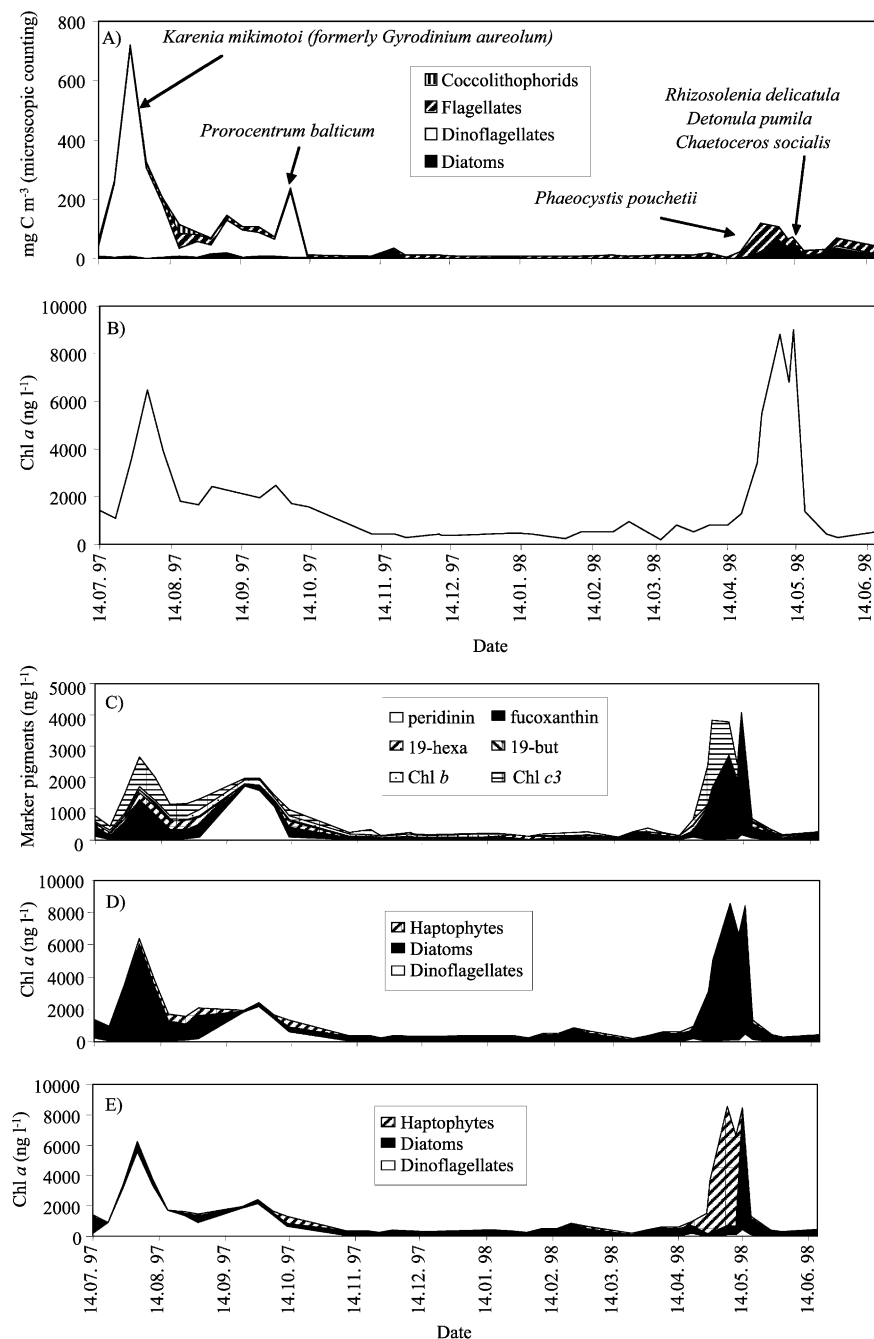 A)
Karenia mikimotoi (formerly Gyrodinium aureolum)
Prorocentrum balticum
Coccolithophorids
Flagellates
Dinoflagellates
Diatoms
Rhizosolenia delicatula
Detonula pumila
Chaetoceros socialis
Phaeocystis pouchetii
mg C m⁻³ (microscopic counting)
800
600
400
200
0
B)
Chl a (ng l⁻¹)
10000
8000
6000
4000
2000
0
14.07. 97
14.08. 97
14.09. 97
14.10. 97
14.11. 97
14.12. 97
14.01. 98
14.02. 98
14.03. 98
14.04. 98
14.05. 98
14.06. 98
Date
C)
Marker pigments (ng l⁻¹)
5000
4000
3000
2000
1000
0
peridinin fucoxanthin
19-hexa 19-but
Chl b Chl c3
D)
Chl a (ng l⁻¹)
10000
8000
6000
4000
2000
0
Haptophytes
Diatoms
Dinoflagellates
E)
Chl a (ng l⁻¹)
10000
8000
6000
4000
2000
0
Haptophytes
Diatoms
Dinoflagellates
14.07. 97
14.08. 97
14.09. 97
14.10. 97
14.11. 97
14.12. 97
14.01. 98
14.02. 98
14.03. 98
14.04. 98
14.05. 98
14.06. 98
Date